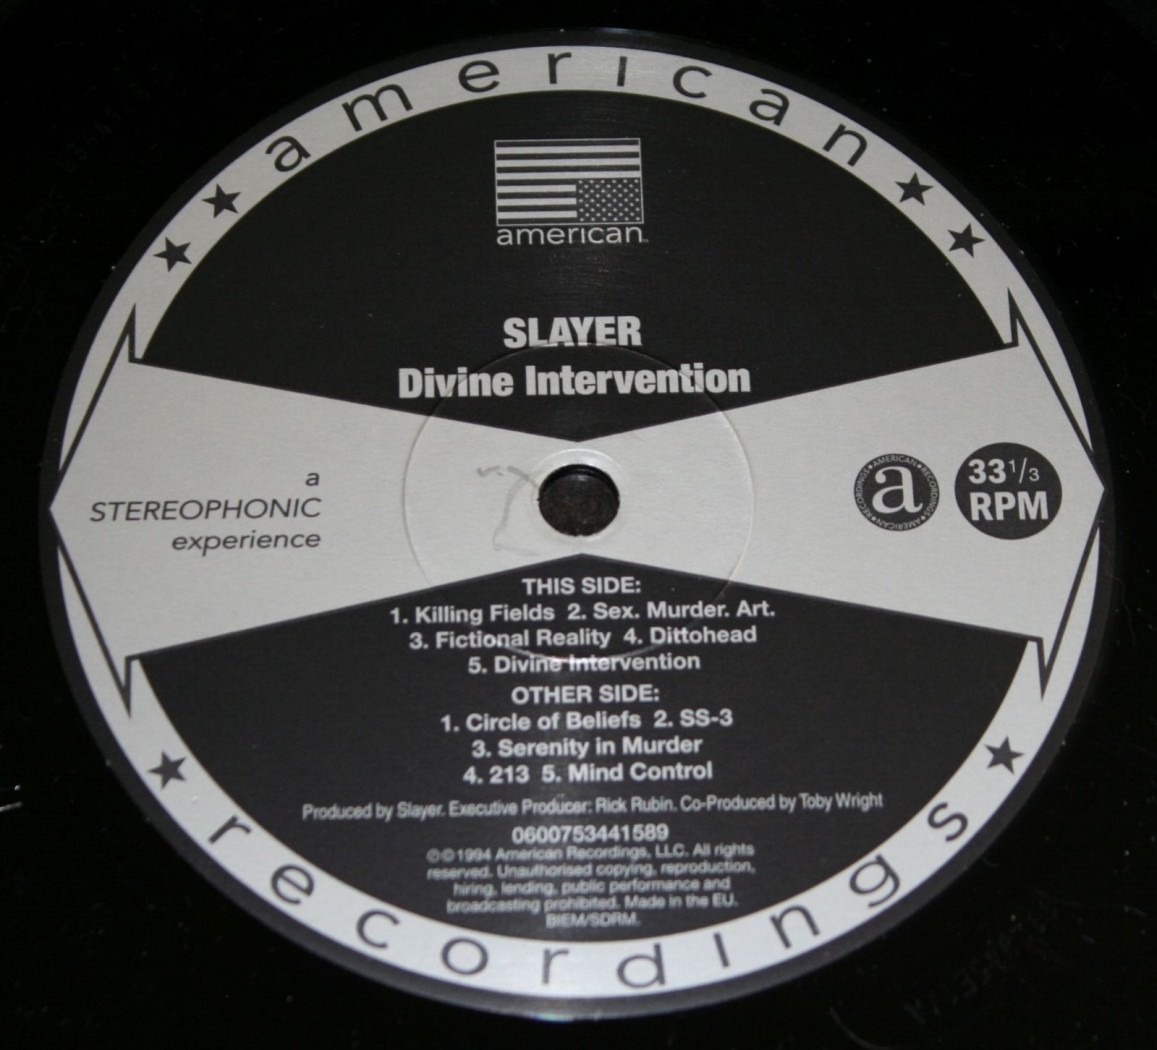 american
american
SLAYER
Divine Intervention
a
STEREOPHONIC
experience
AMERICAN RECORDINGS AMERICAN RECORDINGS
a
33 1/3
RPM
THIS SIDE:
1. Killing Fields 2. Sex. Murder. Art.
3. Fictional Reality 4. Dittohead
5. Divine Intervention
OTHER SIDE:
1. Circle of Beliefs 2. SS-3
3. Serenity in Murder
4. 213 5. Mind Control
Produced by Slayer. Executive Producer: Rick Rubin. Co-Produced by Toby Wright
0600753441589
℗©1994 American Recordings, LLC. All rights
reserved. Unauthorised copying, reproduction,
hiring, lending, public performance and
broadcasting prohibited. Made in the EU.
BIEM/SDRM.
recordings